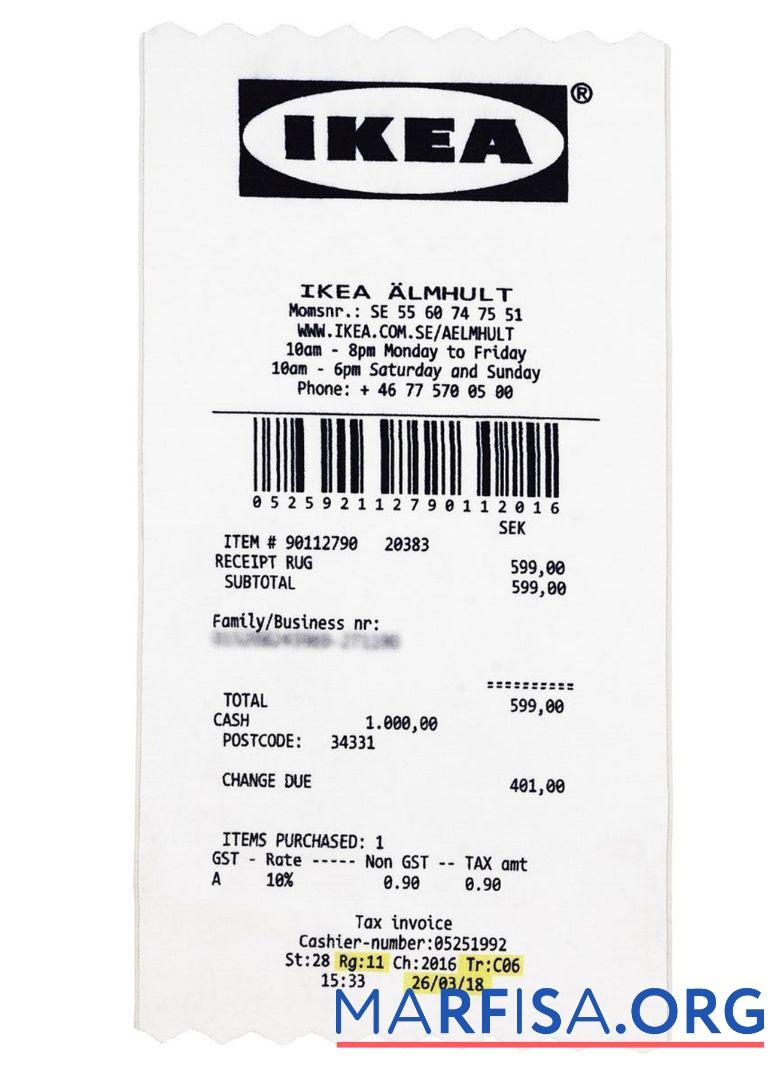 IKEA®
IKEA ÄLMHULT
Momsnr.: SE 55 60 74 75 51
WWW.IKEA.COM.SE/AELMHULT
10am - 8pm Monday to Friday
10am - 6pm Saturday and Sunday
Phone: + 46 77 570 05 00
052592112790112016
SEK
ITEM # 90112790 20383
RECEIPT RUG 599,00
SUBTOTAL 599,00
Family/Business nr:
==========
TOTAL 599,00
CASH 1.000,00
POSTCODE: 34331
CHANGE DUE 401,00
ITEMS PURCHASED: 1
GST - Rate ----- Non GST -- TAX amt
A 10% 0.90 0.90
Tax invoice
Cashier-number:05251992
St:28 Rg:11 Ch:2016 Tr:C06
15:33 26/03/18
MARFISA.ORG